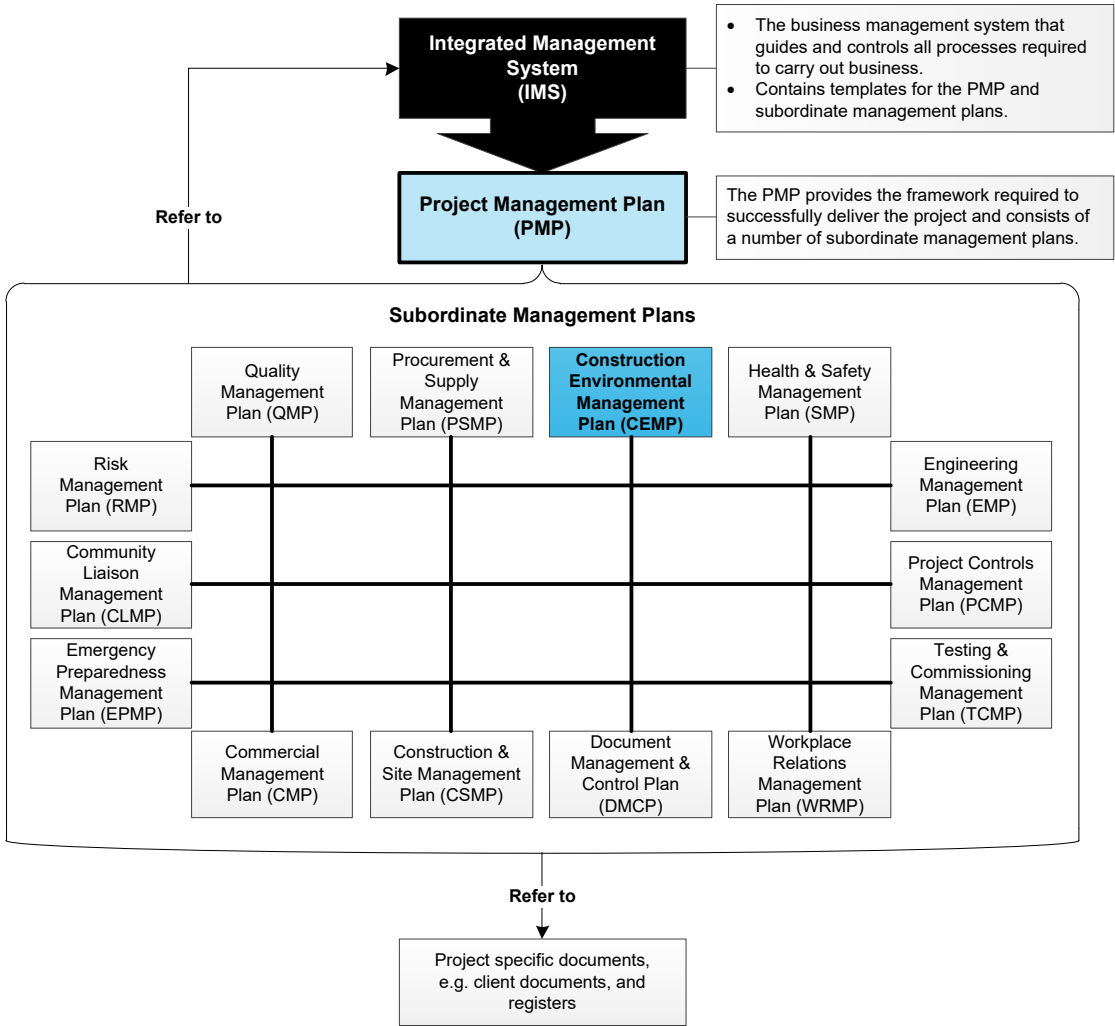 Integrated Management
System
(IMS)
• The business management system that
guides and controls all processes required
to carry out business.
• Contains templates for the PMP and
subordinate management plans.
Refer to
Project Management Plan
(PMP)
The PMP provides the framework required to
successfully deliver the project and consists of
a number of subordinate management plans.
Subordinate Management Plans
Quality
Management
Plan (QMP)
Procurement &
Supply
Management
Plan (PSMP)
Construction
Environmental
Management
Plan (CEMP)
Health & Safety
Management
Plan (SMP)
Risk
Management
Plan (RMP)
Engineering
Management
Plan (EMP)
Community
Liaison
Management
Plan (CLMP)
Project Controls
Management
Plan (PCMP)
Emergency
Preparedness
Management
Plan (EPMP)
Testing &
Commissioning
Management
Plan (TCMP)
Commercial
Management
Plan (CMP)
Construction &
Site Management
Plan (CSMP)
Document
Management &
Control Plan
(DMCP)
Workplace
Relations
Management
Plan (WRMP)
Refer to
Project specific documents,
e.g. client documents, and
registers